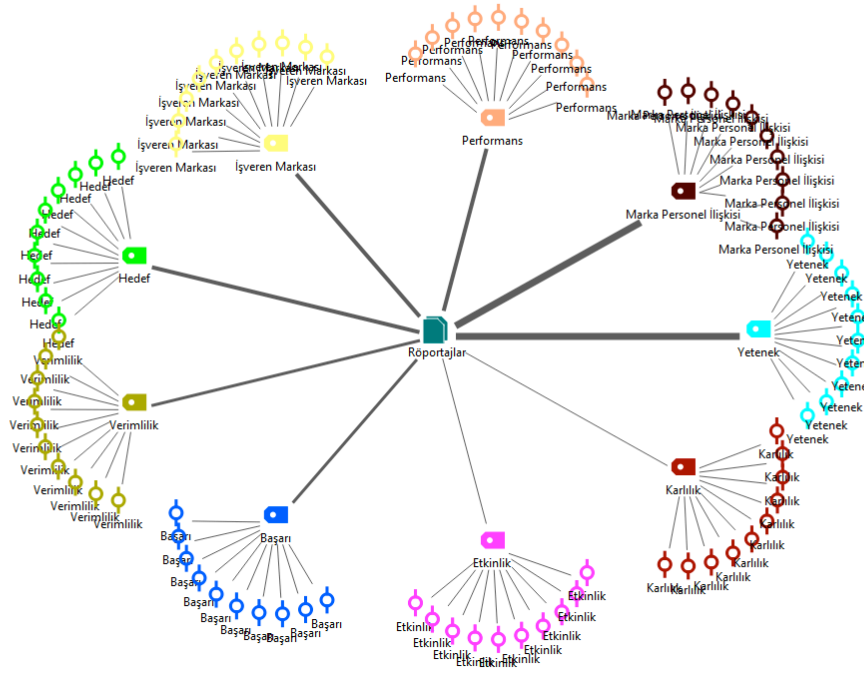 Performans
Performans
Performans
Performans
Performans
Performans
Performans
Performans
Performans
İşveren Markası
İşveren Markası
İşveren Markası
İşveren Markası
İşveren Markası
İşveren Markası
İşveren Markası
İşveren Markası
İşveren Markası
Marka Personel İlişkisi
Marka Personel İlişkisi
Marka Personel İlişkisi
Marka Personel İlişkisi
Marka Personel İlişkisi
Marka Personel İlişkisi
Marka Personel İlişkisi
Marka Personel İlişkisi
Marka Personel İlişkisi
Hedef
Hedef
Hedef
Hedef
Hedef
Hedef
Hedef
Hedef
Hedef
Yetenek
Yetenek
Yetenek
Yetenek
Yetenek
Yetenek
Yetenek
Röportajlar
Verimlilik
Verimlilik
Verimlilik
Verimlilik
Verimlilik
Verimlilik
Verimlilik
Verimlilik
Verimlilik
Verimlilik
Karlılık
Karlılık
Karlılık
Karlılık
Karlılık
Karlılık
Karlılık
Karlılık
Karlılık
Başarı
Başarı
Başarı
Başarı
Başarı
Başarı
Başarı
Başarı
Başarı
Başarı
Etkinlik
Etkinlik
Etkinlik
Etkinlik
Etkinlik
Etkinlik
Etkinlik
Etkinlik
Etkinlik
Etkinlik